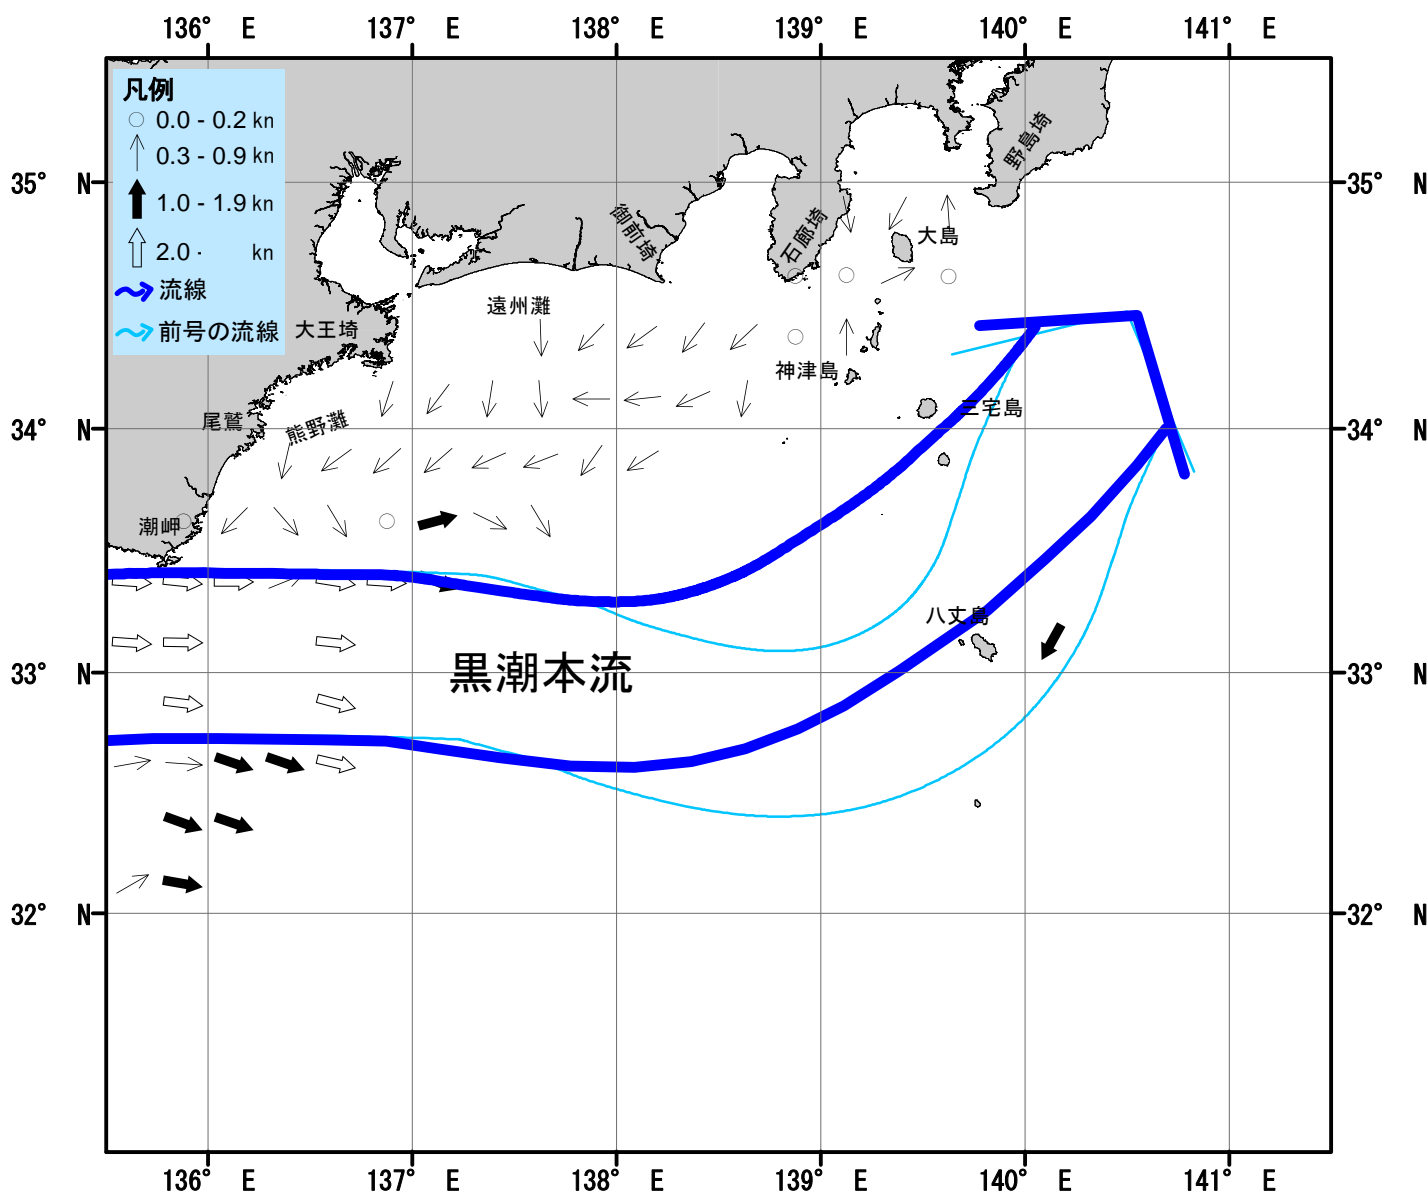 136° E 137° E 138° E 139° E 140° E 141° E
凡例
0.0 - 0.2 kn
0.3 - 0.9 kn
1.0 - 1.9 kn
2.0 - kn
流線
前号の流線
35° N
35° N
野島埼
御前埼
石廊埼
大島
遠州灘
大王埼
神津島
三宅島
尾鷲
熊野灘
34° N
34° N
潮岬
八丈島
黒潮本流
33° N
33° N
32° N
32° N
136° E 137° E 138° E 139° E 140° E 141° E